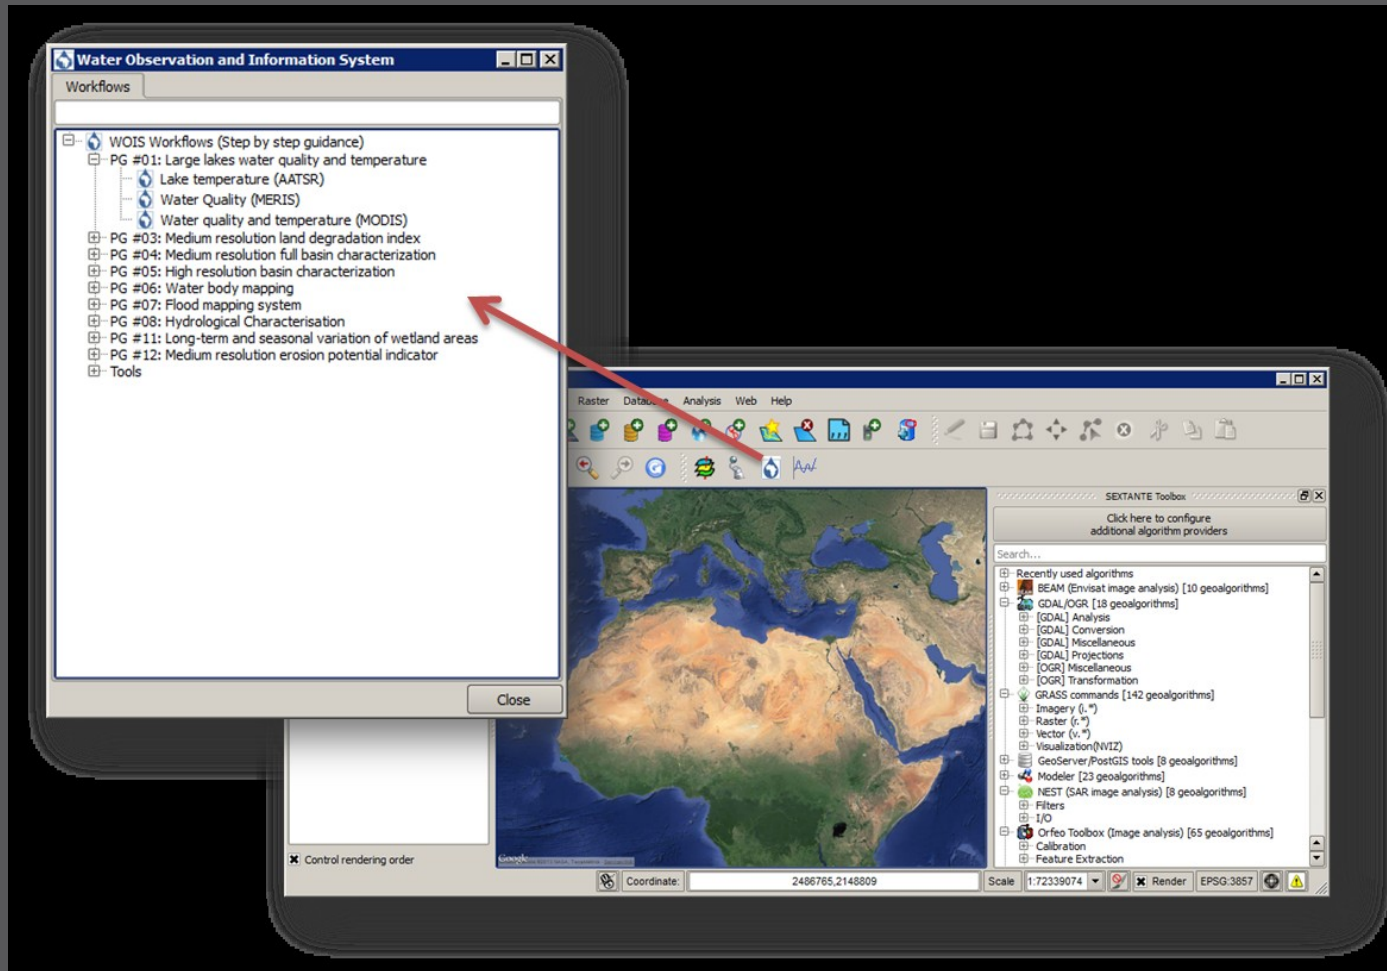 Water Observation and Information System
Workflows
WOIS Workflows (Step by step guidance)
PG #01: Large lakes water quality and temperature
Lake temperature (AATSR)
Water Quality (MERIS)
Water quality and temperature (MODIS)
PG #03: Medium resolution land degradation index
PG #04: Medium resolution full basin characterization
PG #05: High resolution basin characterization
PG #06: Water body mapping
PG #07: Flood mapping system
PG #08: Hydrological Characterisation
PG #11: Long-term and seasonal variation of wetland areas
PG #12: Medium resolution erosion potential indicator
Tools
Close
Raster Database Analysis Web Help
SEXTANTE Toolbox
Click here to configure
additional algorithm providers
Search...
Recently used algorithms
BEAM (Envisat image analysis) [10 geoalgorithms]
GDAL/OGR [18 geoalgorithms]
[GDAL] Analysis
[GDAL] Conversion
[GDAL] Miscellaneous
[GDAL] Projections
[OGR] Miscellaneous
[OGR] Transformation
GRASS commands [142 geoalgorithms]
Imagery (i.*)
Raster (r.*)
Vector (v.*)
Visualization(NVIZ)
GeoServer/PostGIS tools [8 geoalgorithms]
Modeler [23 geoalgorithms]
NEST (SAR image analysis) [8 geoalgorithms]
Filters
I/O
Orfeo Toolbox (Image analysis) [65 geoalgorithms]
Calibration
Feature Extraction
Control rendering order
Google
Coordinate: 2486765,2148809 Scale 1:72339074 Render EPSG:3857